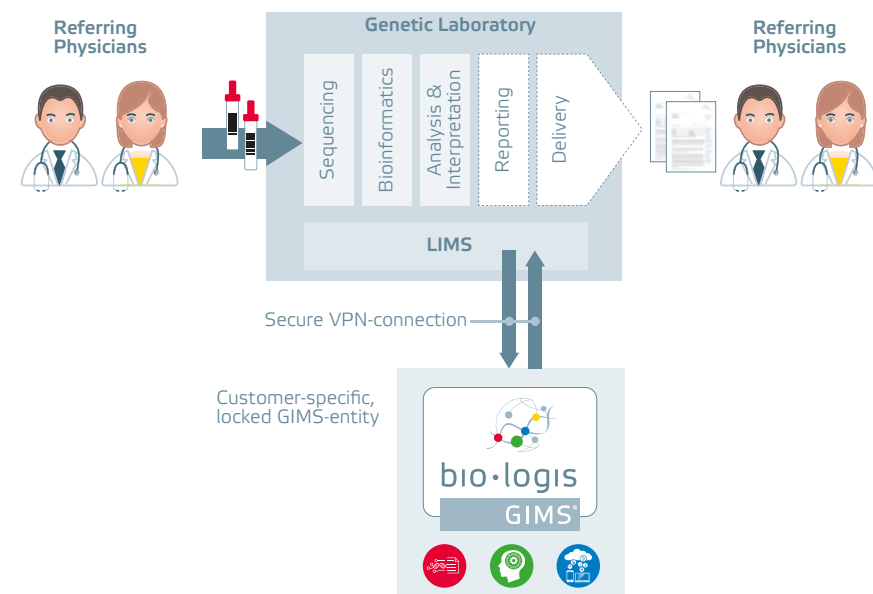 Referring
Physicians
Genetic Laboratory
Referring
Physicians
Sequencing
Bioinformatics
Analysis &
Interpretation
Reporting
Delivery
LIMS
Secure VPN-connection
Customer-specific,
locked GIMS-entity
bio·logis
GIMS®